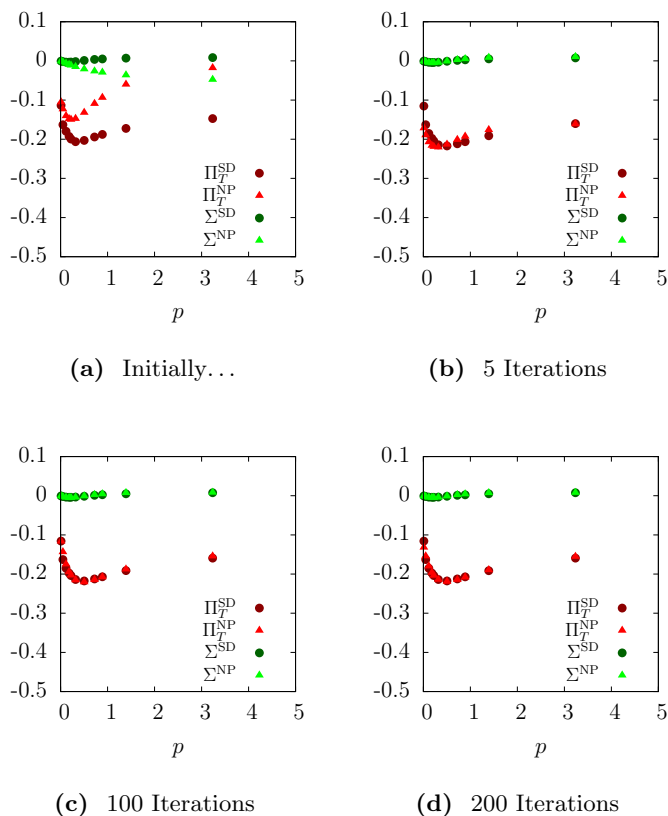 0.1
0
-0.1
-0.2
-0.3
-0.4
-0.5
0 1 2 3 4 5
p
Π_T^SD
Π_T^NP
Σ^SD
Σ^NP
(a) Initially...
0.1
0
-0.1
-0.2
-0.3
-0.4
-0.5
0 1 2 3 4 5
p
Π_T^SD
Π_T^NP
Σ^SD
Σ^NP
(b) 5 Iterations
0.1
0
-0.1
-0.2
-0.3
-0.4
-0.5
0 1 2 3 4 5
p
Π_T^SD
Π_T^NP
Σ^SD
Σ^NP
(c) 100 Iterations
0.1
0
-0.1
-0.2
-0.3
-0.4
-0.5
0 1 2 3 4 5
p
Π_T^SD
Π_T^NP
Σ^SD
Σ^NP
(d) 200 Iterations